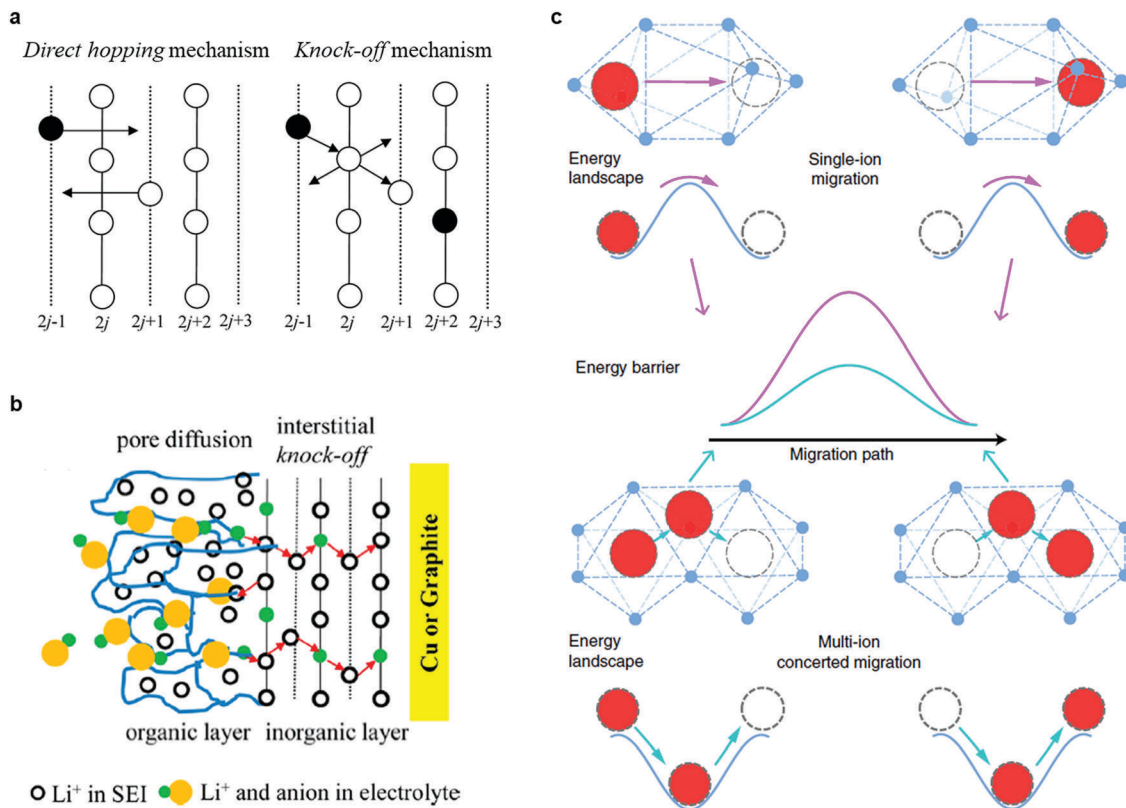 a
Direct hopping mechanism
Knock-off mechanism
2j-1 2j 2j+1 2j+2 2j+3
2j-1 2j 2j+1 2j+2 2j+3
b
pore diffusion
interstitial
knock-off
Cu or Graphite
organic layer
inorganic layer
Li⁺ in SEI
Li⁺ and anion in electrolyte
c
Energy
landscape
Single-ion
migration
Energy barrier
Migration path
Energy
landscape
Multi-ion
concerted migration